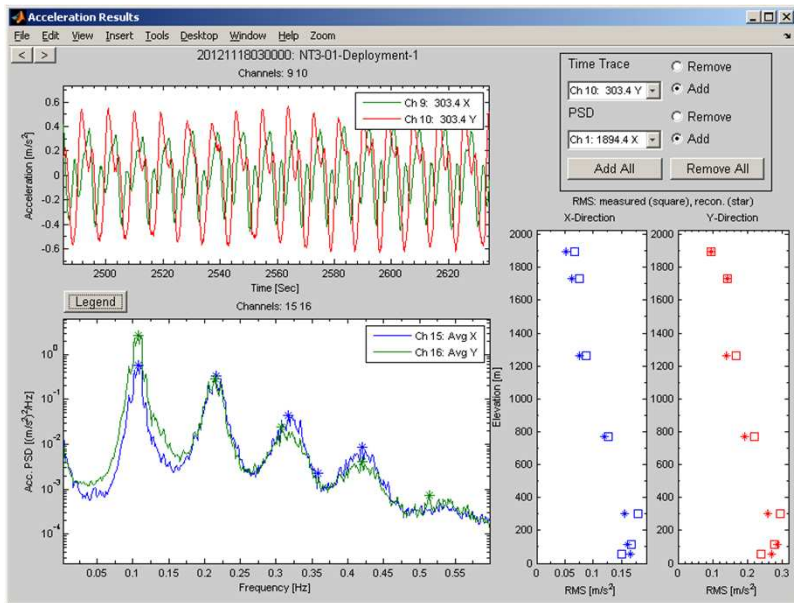 Acceleration Results
File Edit View Insert Tools Desktop Window Help Zoom
< >
20121118030000: NT3-01-Deployment-1
Channels: 9 10
Ch 9: 303.4 X
Ch 10: 303.4 Y
Acceleration [m/s²]
0.6
0.4
0.2
0
-0.2
-0.4
-0.6
2500 2520 2540 2560 2580 2600 2620
Time [Sec]
Time Trace
Remove
Ch 10: 303.4 Y
Add
PSD
Remove
Ch 1: 1894.4 X
Add
Add All Remove All
Legend
Channels: 15 16
Ch 15: Avg X
Ch 16: Avg Y
Acc. PSD [(m/s²)²/Hz]
10⁰
10⁻¹
10⁻²
10⁻³
10⁻⁴
0.05 0.1 0.15 0.2 0.25 0.3 0.35 0.4 0.45 0.5 0.55
Frequency [Hz]
RMS: measured (square), recon. (star)
X-Direction
Elevation [m]
2000
1800
1600
1400
1200
1000
800
600
400
200
0
0 0.05 0.1 0.15
RMS [m/s²]
Y-Direction
2000
1800
1600
1400
1200
1000
800
600
400
200
0
0 0.1 0.2 0.3
RMS [m/s²]